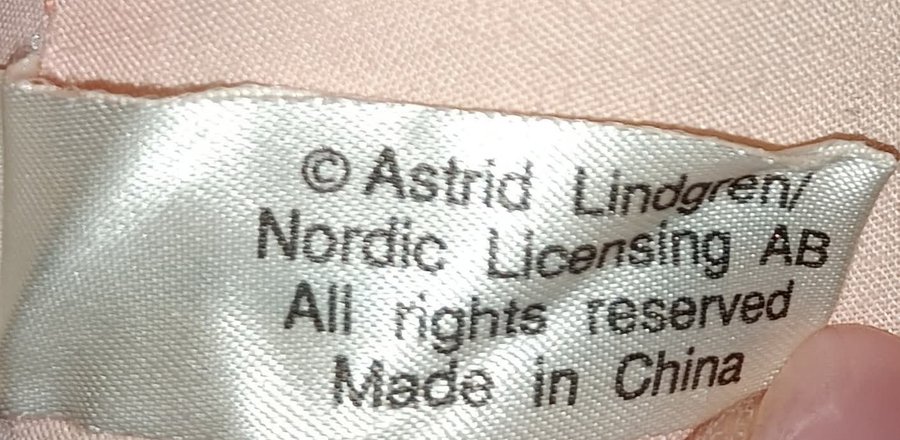 © Astrid Lindgren/
Nordic Licensing AB
All rights reserved
Made in China